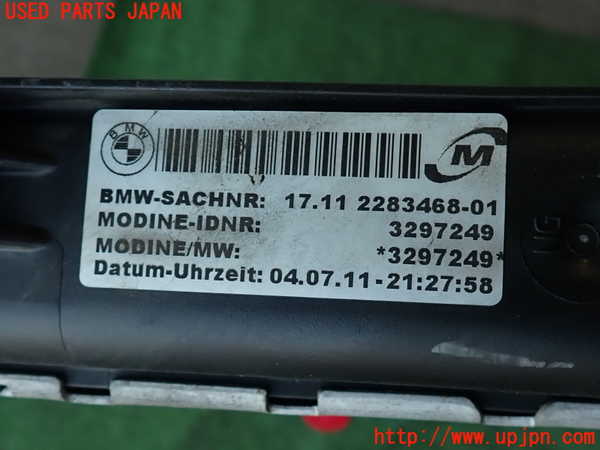 USED PARTS JAPAN
BMW
M
BMW-SACHNR: 17.11 2283468-01
MODINE-IDNR: 3297249
MODINE/MW: *3297249*
Datum-Uhrzeit: 04.07.11-21:27:58
UG
http://www.upjpn.com/